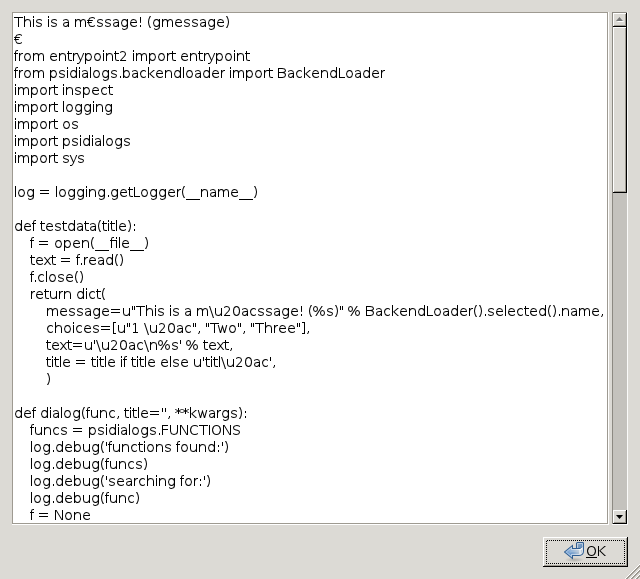 This is a m€ssage! (gmessage)
€
from entrypoint2 import entrypoint
from psidialogs.backendloader import BackendLoader
import inspect
import logging
import os
import psidialogs
import sys

log = logging.getLogger(__name__)

def testdata(title):
    f = open(__file__)
    text = f.read()
    f.close()
    return dict(
        message=u"This is a m\u20acssage! (%s)" % BackendLoader().selected().name,
        choices=[u"1 \u20ac", "Two", "Three"],
        text=u'\u20ac\n%s' % text,
        title = title if title else u'titl\u20ac',
        )

def dialog(func, title='', **kwargs):
    funcs = psidialogs.FUNCTIONS
    log.debug('functions found:')
    log.debug(funcs)
    log.debug('searching for:')
    log.debug(func)
    f = None
OK